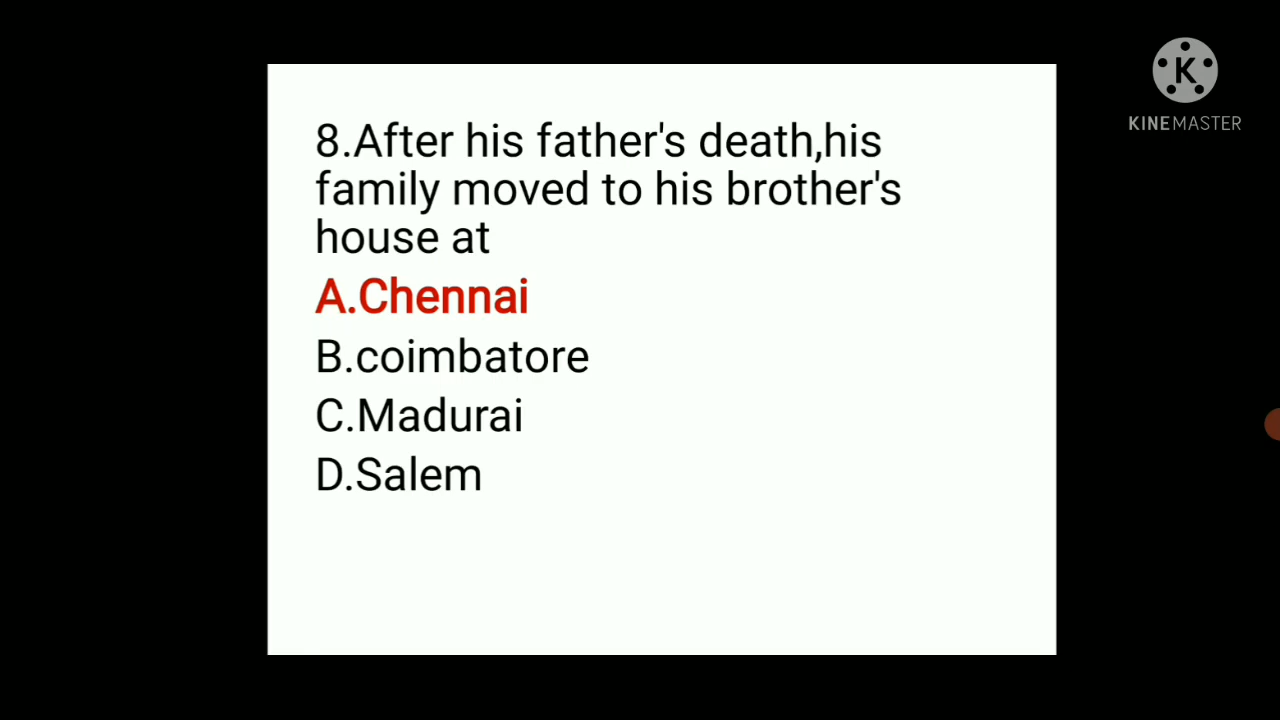 K
KINEMASTER
8.After his father's death,his
family moved to his brother's
house at
A.Chennai
B.coimbatore
C.Madurai
D.Salem